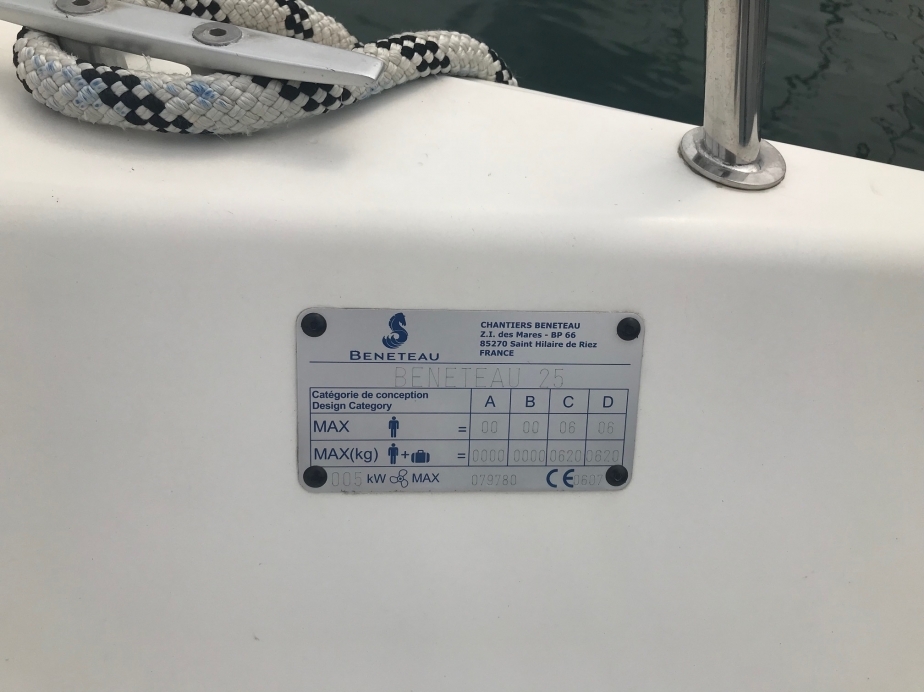 BENETEAU
CHANTIERS BENETEAU
Z.I. des Mares - BP 66
85270 Saint Hilaire de Riez
FRANCE
BENETEAU 25
Catégorie de conception
Design Category
A B C D
MAX = 00 00 06 06
MAX(kg) + = 0000 0000 0620 0620
005 kW MAX 079780 CE 0607